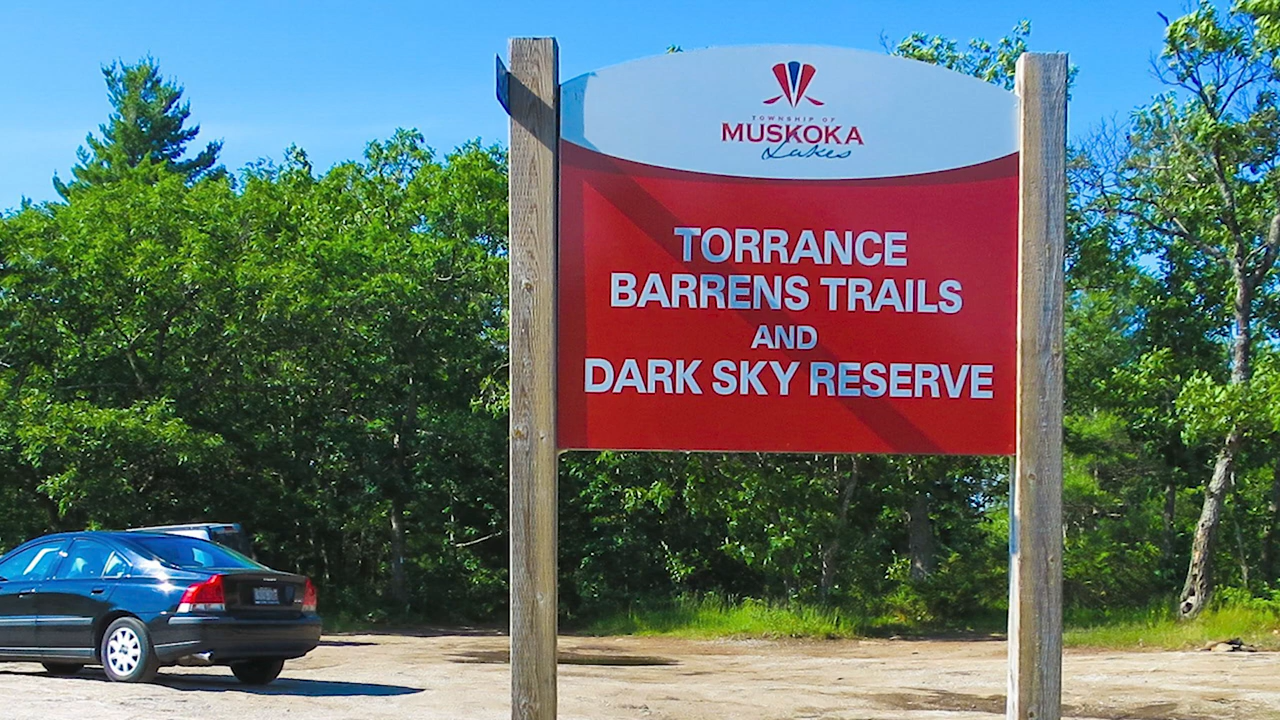 TOWNSHIP OF
MUSKOKA
Lakes
TORRANCE
BARRENS TRAILS
AND
DARK SKY RESERVE